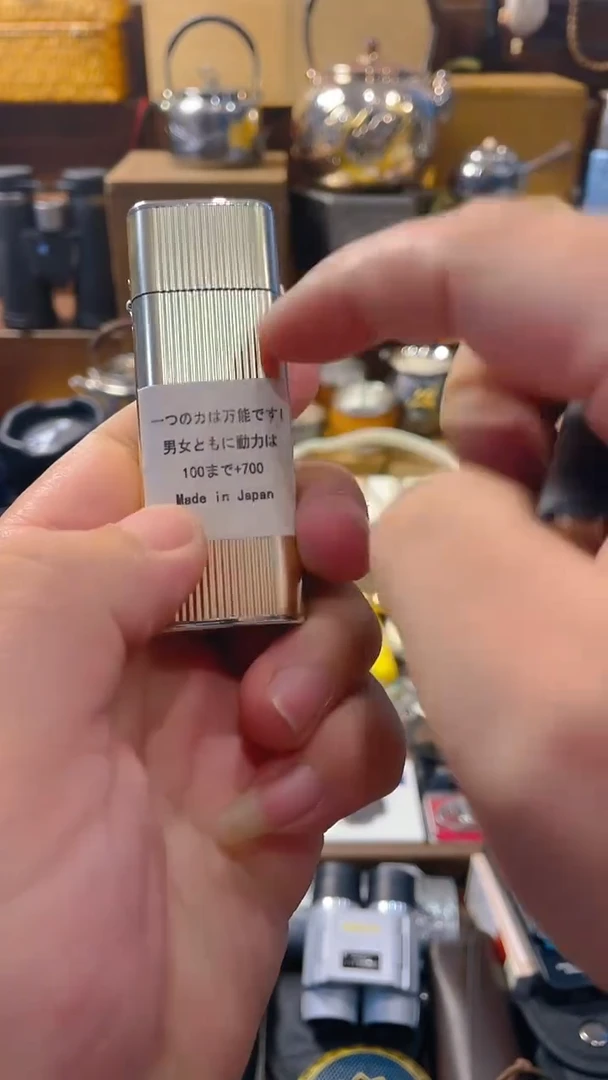 一つのカは万能です!
男女ともに動力は
100まで+700
Made in Japan